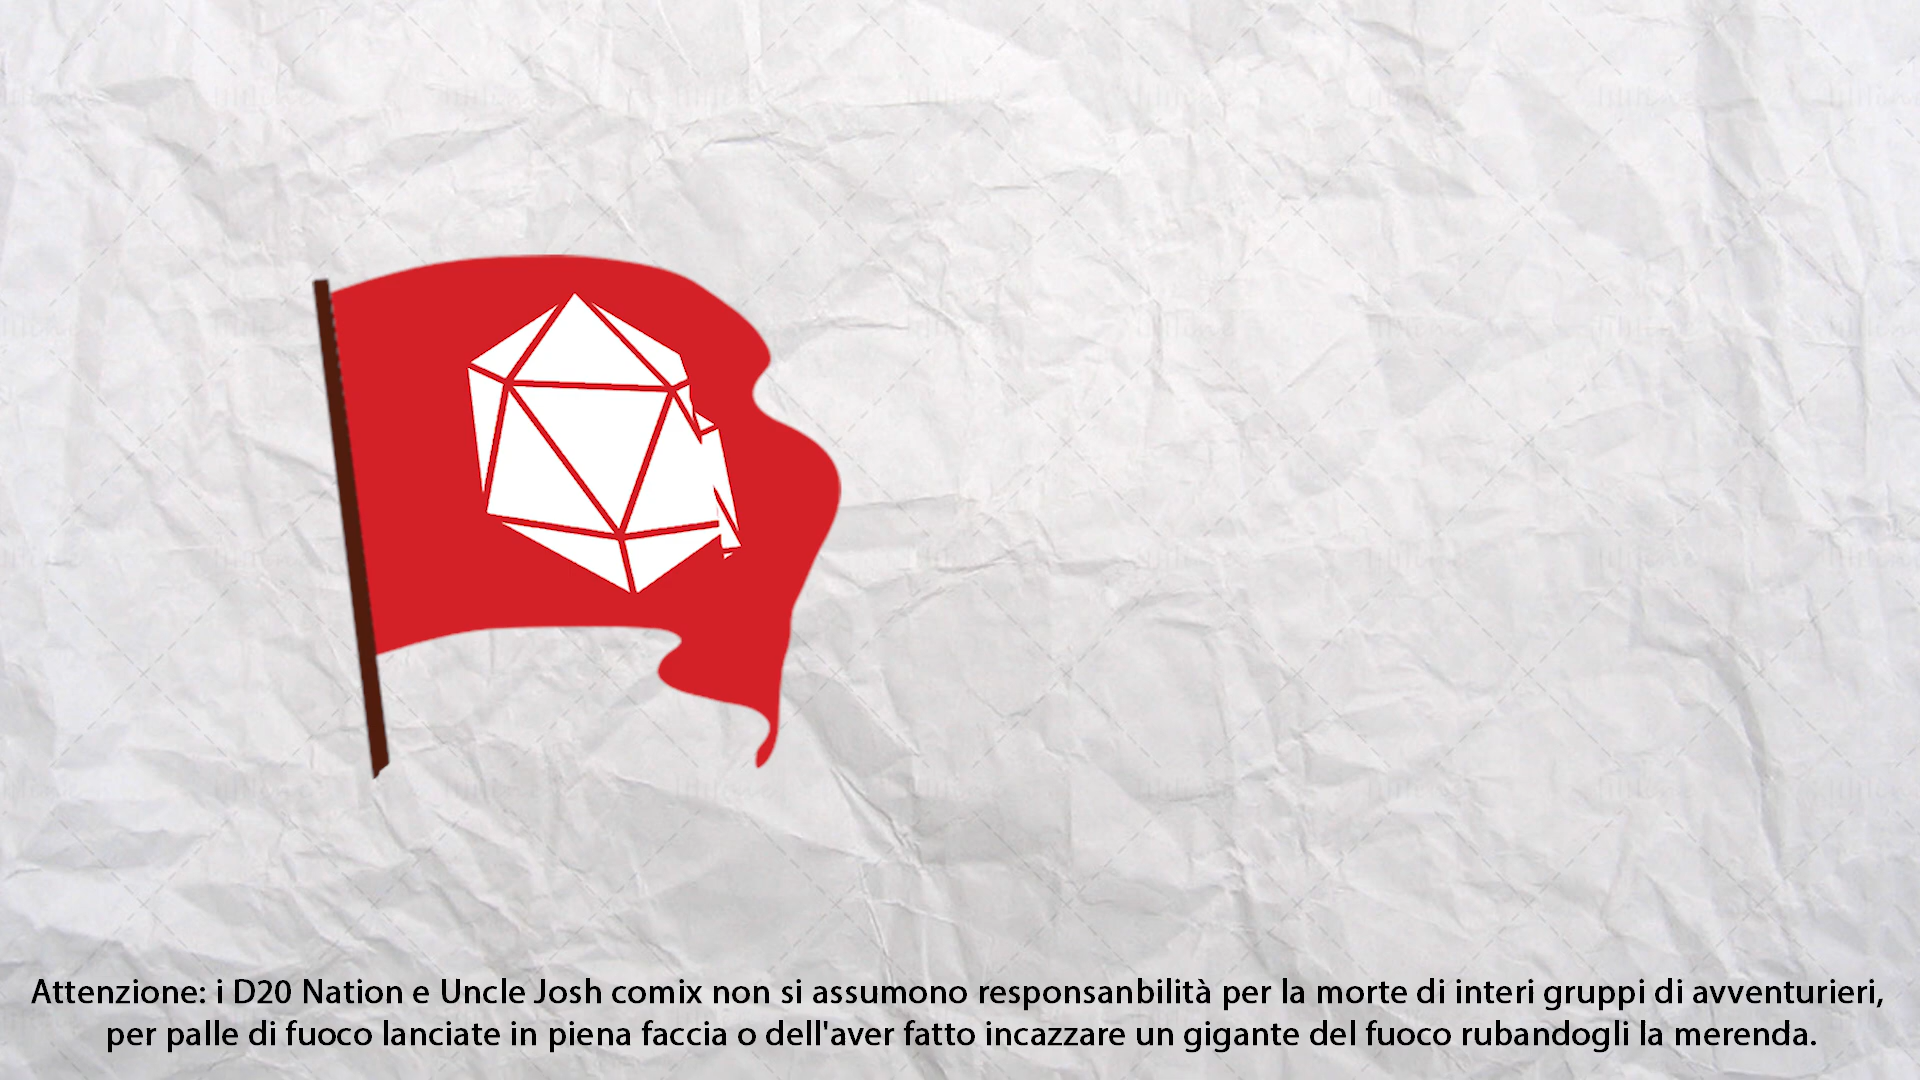 Attenzione: i D20 Nation e Uncle Josh comix non si assumono responsanbilità per la morte di interi gruppi di avventurieri,
per palle di fuoco lanciate in piena faccia o dell'aver fatto incazzare un gigante del fuoco rubandogli la merenda.